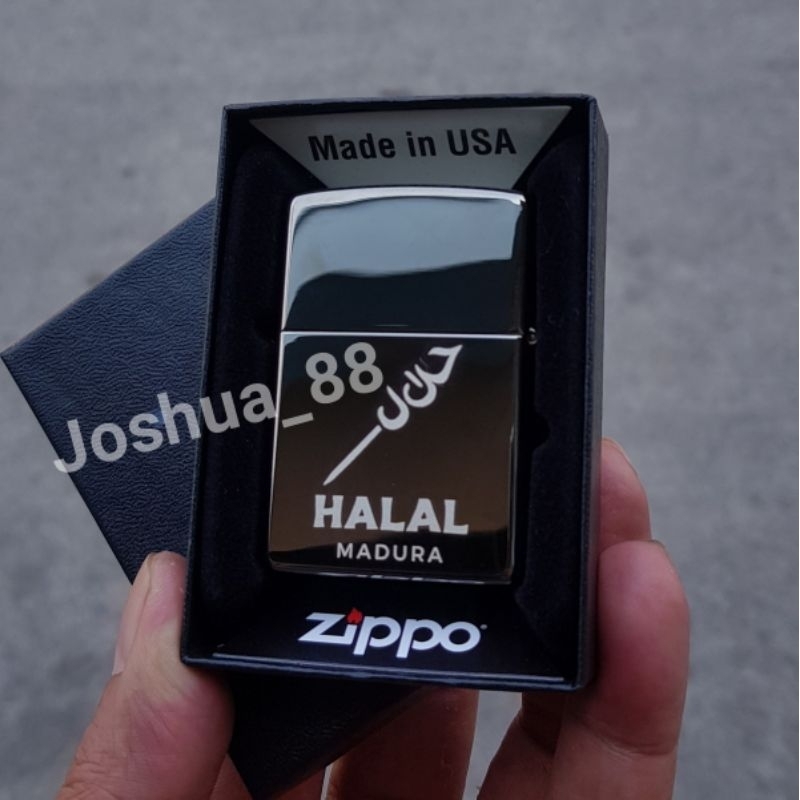 Made in USA
Joshua_88
حلال
HALAL
MADURA
zippo